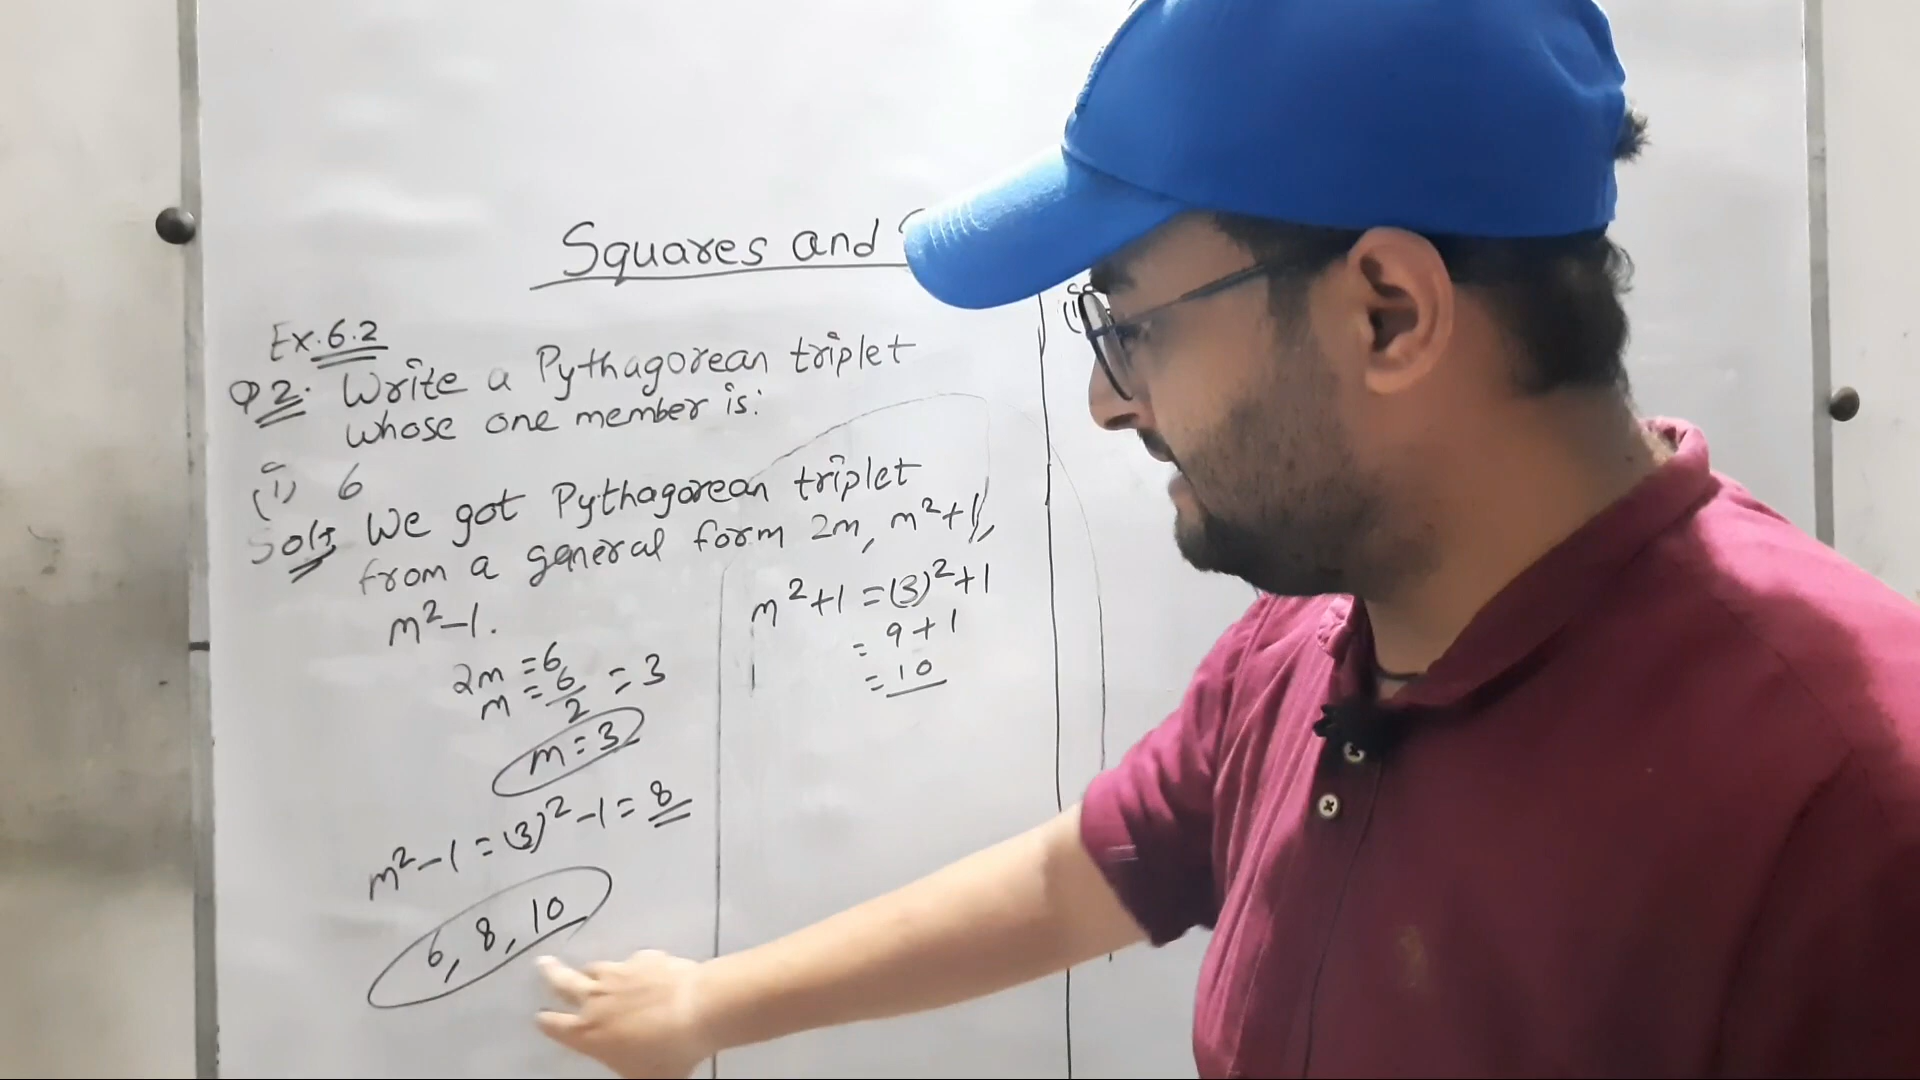 Squares and
Ex. 6.2
Q2. Write a Pythagorean triplet
whose one member is:
(i) 6
Solⁿ We got Pythagorean triplet
from a general form 2m, m²+1,
m²-1.
2m = 6
m = 6/2 = 3
m = 3
m²-1 = (3)²-1 = 8
6, 8, 10
m²+1 = (3)²+1
= 9+1
= 10